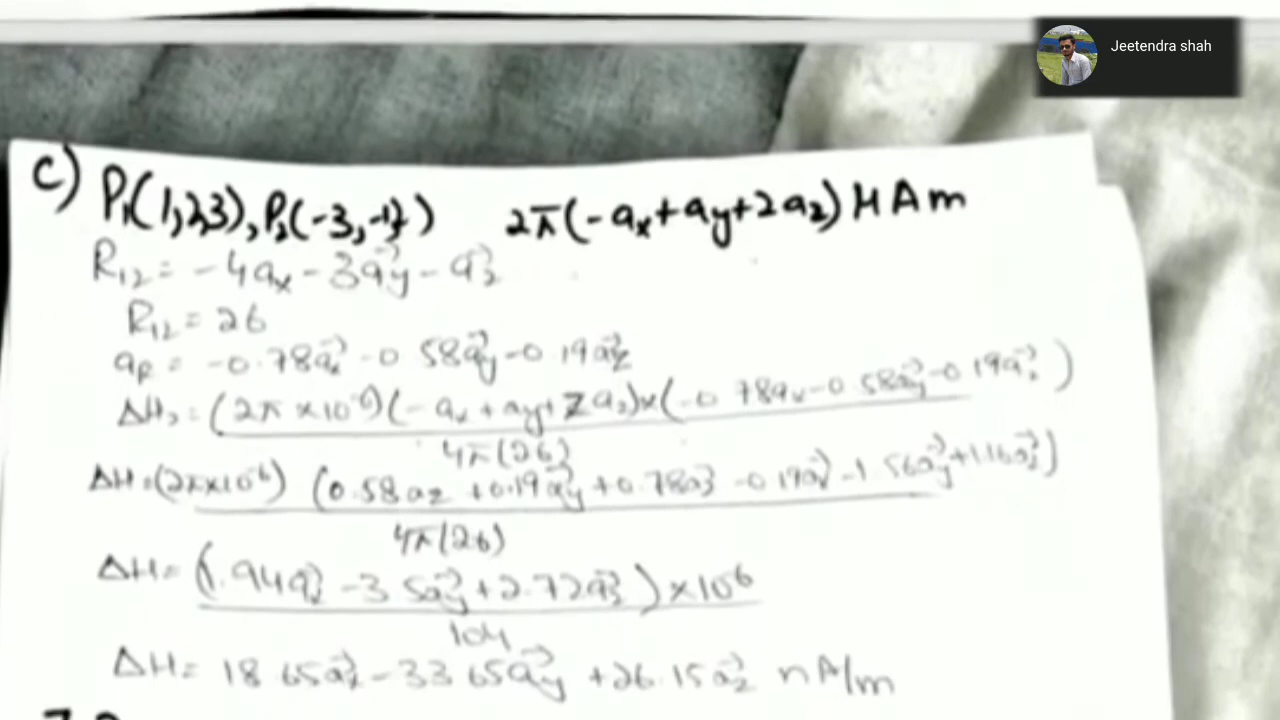 Jeetendra shah
c) P₁(1,2,3), P₂(-3,-1, ) 2π(-ax+ay+2az) μAm
R₁₂ = -4ax - 3ay - az
R₁₂ = 26
aR = -0.78ax - 0.58ay - 0.19az
ΔH₂ = (2π×10⁻⁶)(-ax+ay+2az)×(-0.78ax-0.58ay-0.19az)
4π(26)
ΔH = (2π×10⁻⁶) (0.58az + 0.19ay + 0.78az - 0.19ax - 1.56ay + 1.16ax)
4π(26)
ΔH = (1.94ax - 3.5ay + 2.72az) × 10⁻⁶
104
ΔH = 18.65ax - 33.65ay + 26.15az nA/m